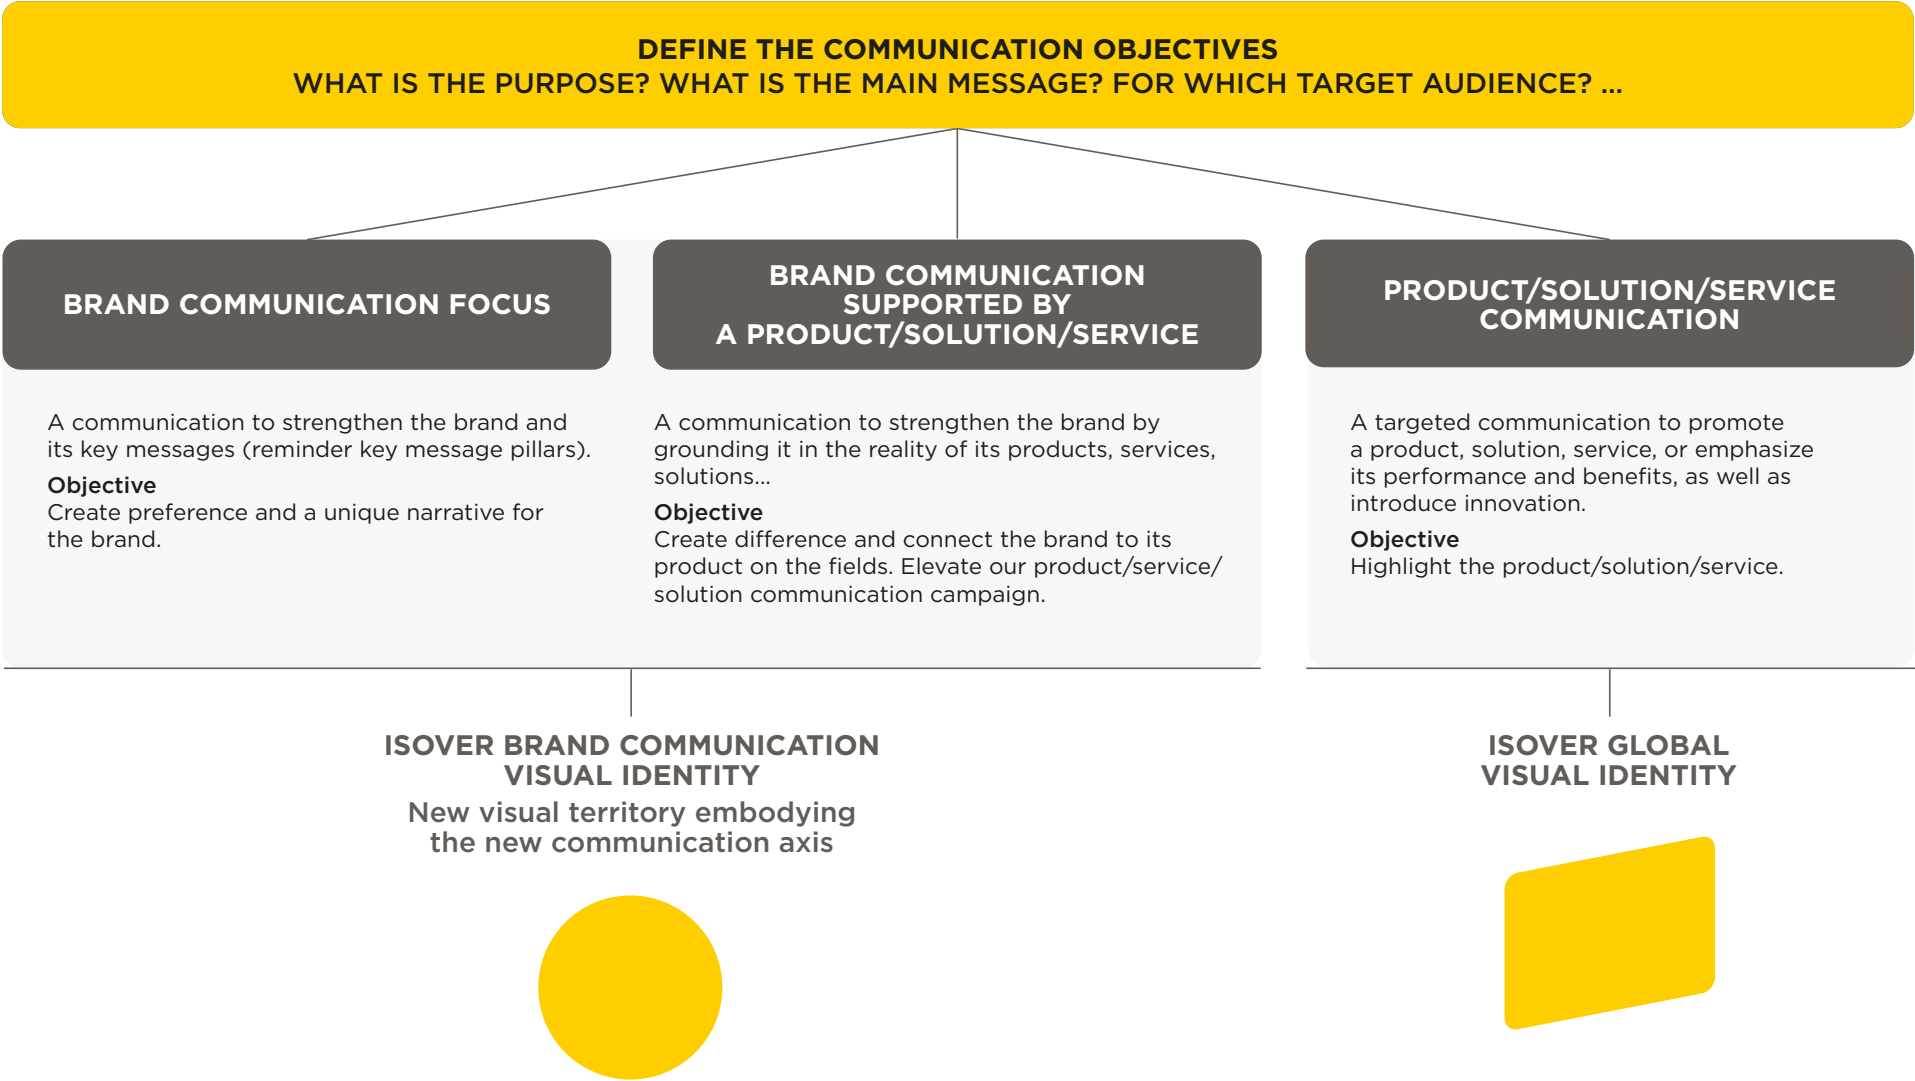 DEFINE THE COMMUNICATION OBJECTIVES
WHAT IS THE PURPOSE? WHAT IS THE MAIN MESSAGE? FOR WHICH TARGET AUDIENCE? ...
BRAND COMMUNICATION FOCUS
A communication to strengthen the brand and
its key messages (reminder key message pillars).
Objective
Create preference and a unique narrative for
the brand.
BRAND COMMUNICATION
SUPPORTED BY
A PRODUCT/SOLUTION/SERVICE
A communication to strengthen the brand by
grounding it in the reality of its products, services,
solutions...
Objective
Create difference and connect the brand to its
product on the fields. Elevate our product/service/
solution communication campaign.
PRODUCT/SOLUTION/SERVICE
COMMUNICATION
A targeted communication to promote
a product, solution, service, or emphasize
its performance and benefits, as well as
introduce innovation.
Objective
Highlight the product/solution/service.
ISOVER BRAND COMMUNICATION
VISUAL IDENTITY
New visual territory embodying
the new communication axis
ISOVER GLOBAL
VISUAL IDENTITY